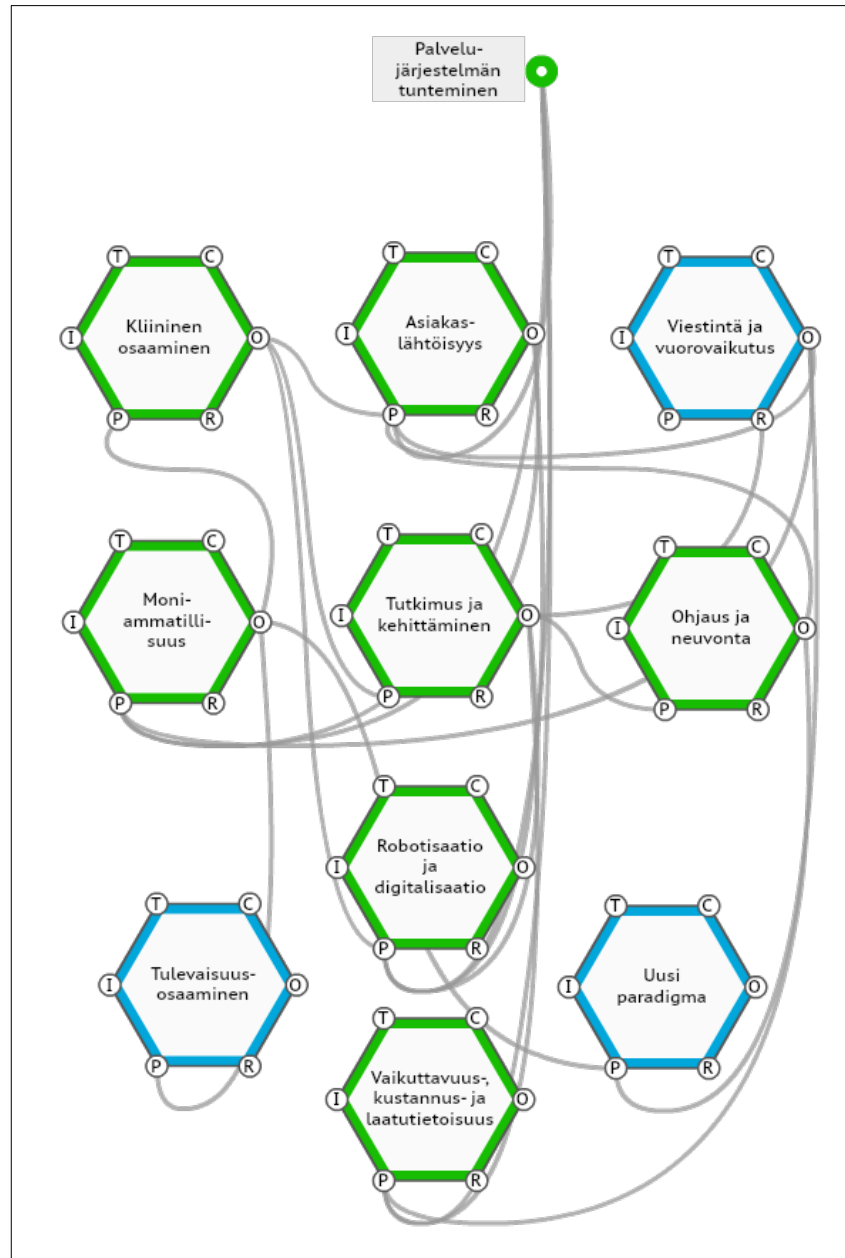 Palvelu-
järjestelmän
tunteminen
T C
I O
P R
Kliininen
osaaminen
T C
I O
P R
Asiakas-
lähtöisyys
T C
I O
P R
Viestintä ja
vuorovaikutus
T C
I O
P R
Moni-
ammatilli-
suus
T C
I O
P R
Tutkimus ja
kehittäminen
T C
I O
P R
Ohjaus ja
neuvonta
T C
I O
P R
Robotisaatio
ja
digitalisaatio
T C
I O
P R
Tulevaisuus-
osaaminen
T C
I O
P R
Uusi
paradigma
T C
I O
P R
Vaikuttavuus-,
kustannus- ja
laatutietoisuus